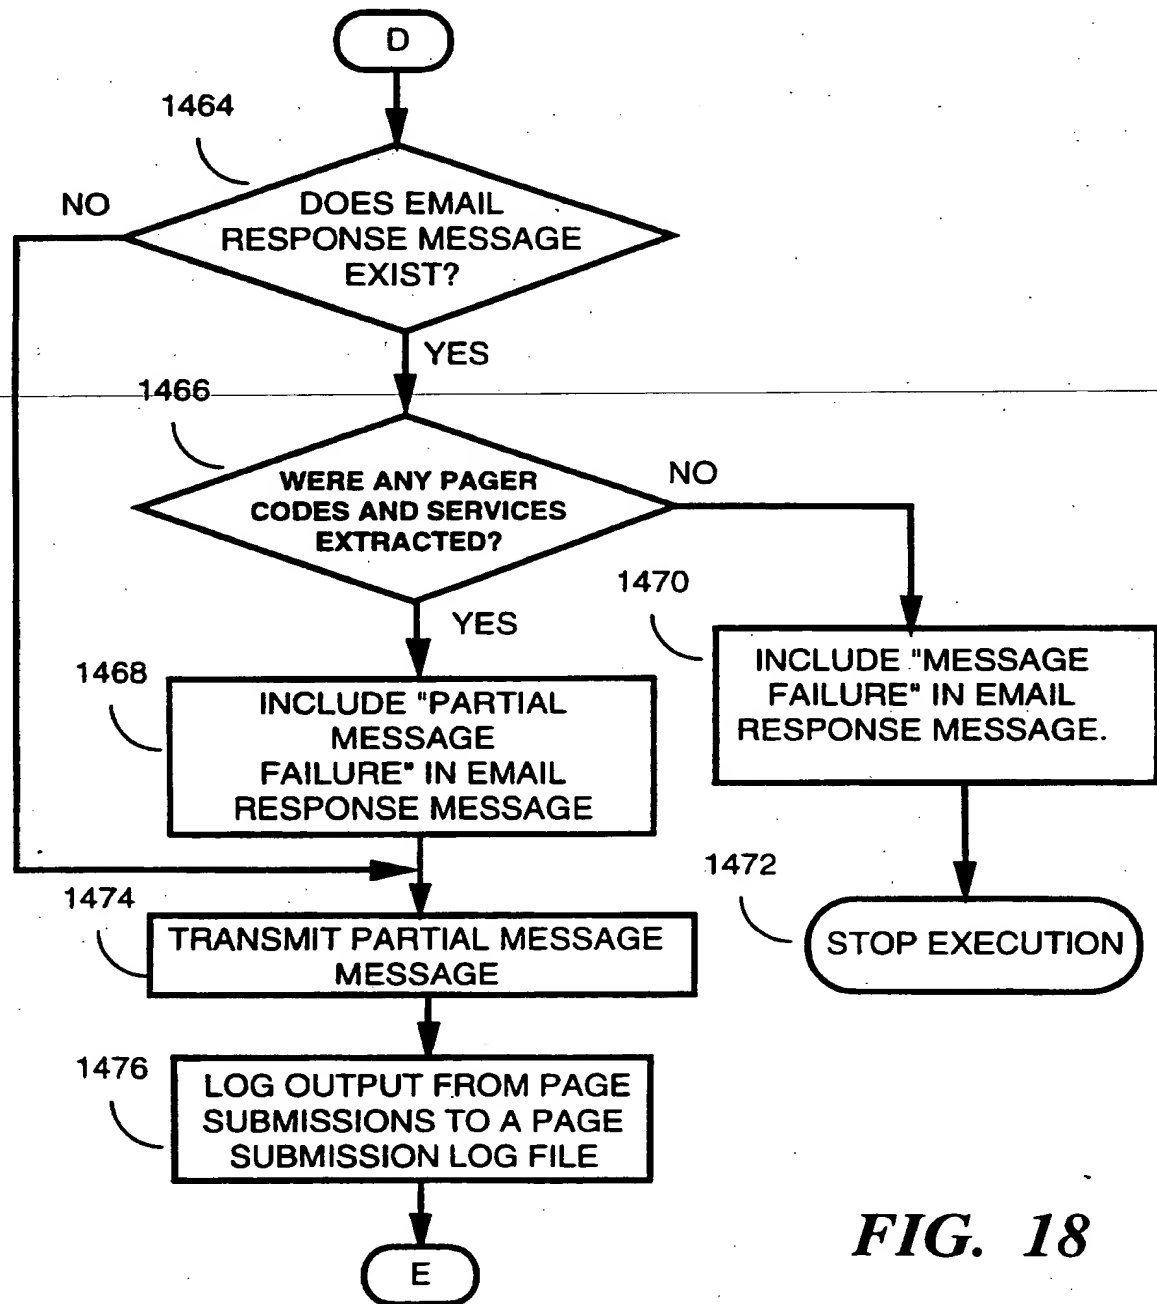 D
1464
NO
DOES EMAIL
RESPONSE MESSAGE
EXIST?
YES
1466
NO
WERE ANY PAGER
CODES AND SERVICES
EXTRACTED?
1470
YES
INCLUDE "MESSAGE
FAILURE" IN EMAIL
RESPONSE MESSAGE.
1468
INCLUDE "PARTIAL
MESSAGE
FAILURE" IN EMAIL
RESPONSE MESSAGE
1472
STOP EXECUTION
1474
TRANSMIT PARTIAL MESSAGE
MESSAGE
1476
LOG OUTPUT FROM PAGE
SUBMISSIONS TO A PAGE
SUBMISSION LOG FILE
E
FIG. 18